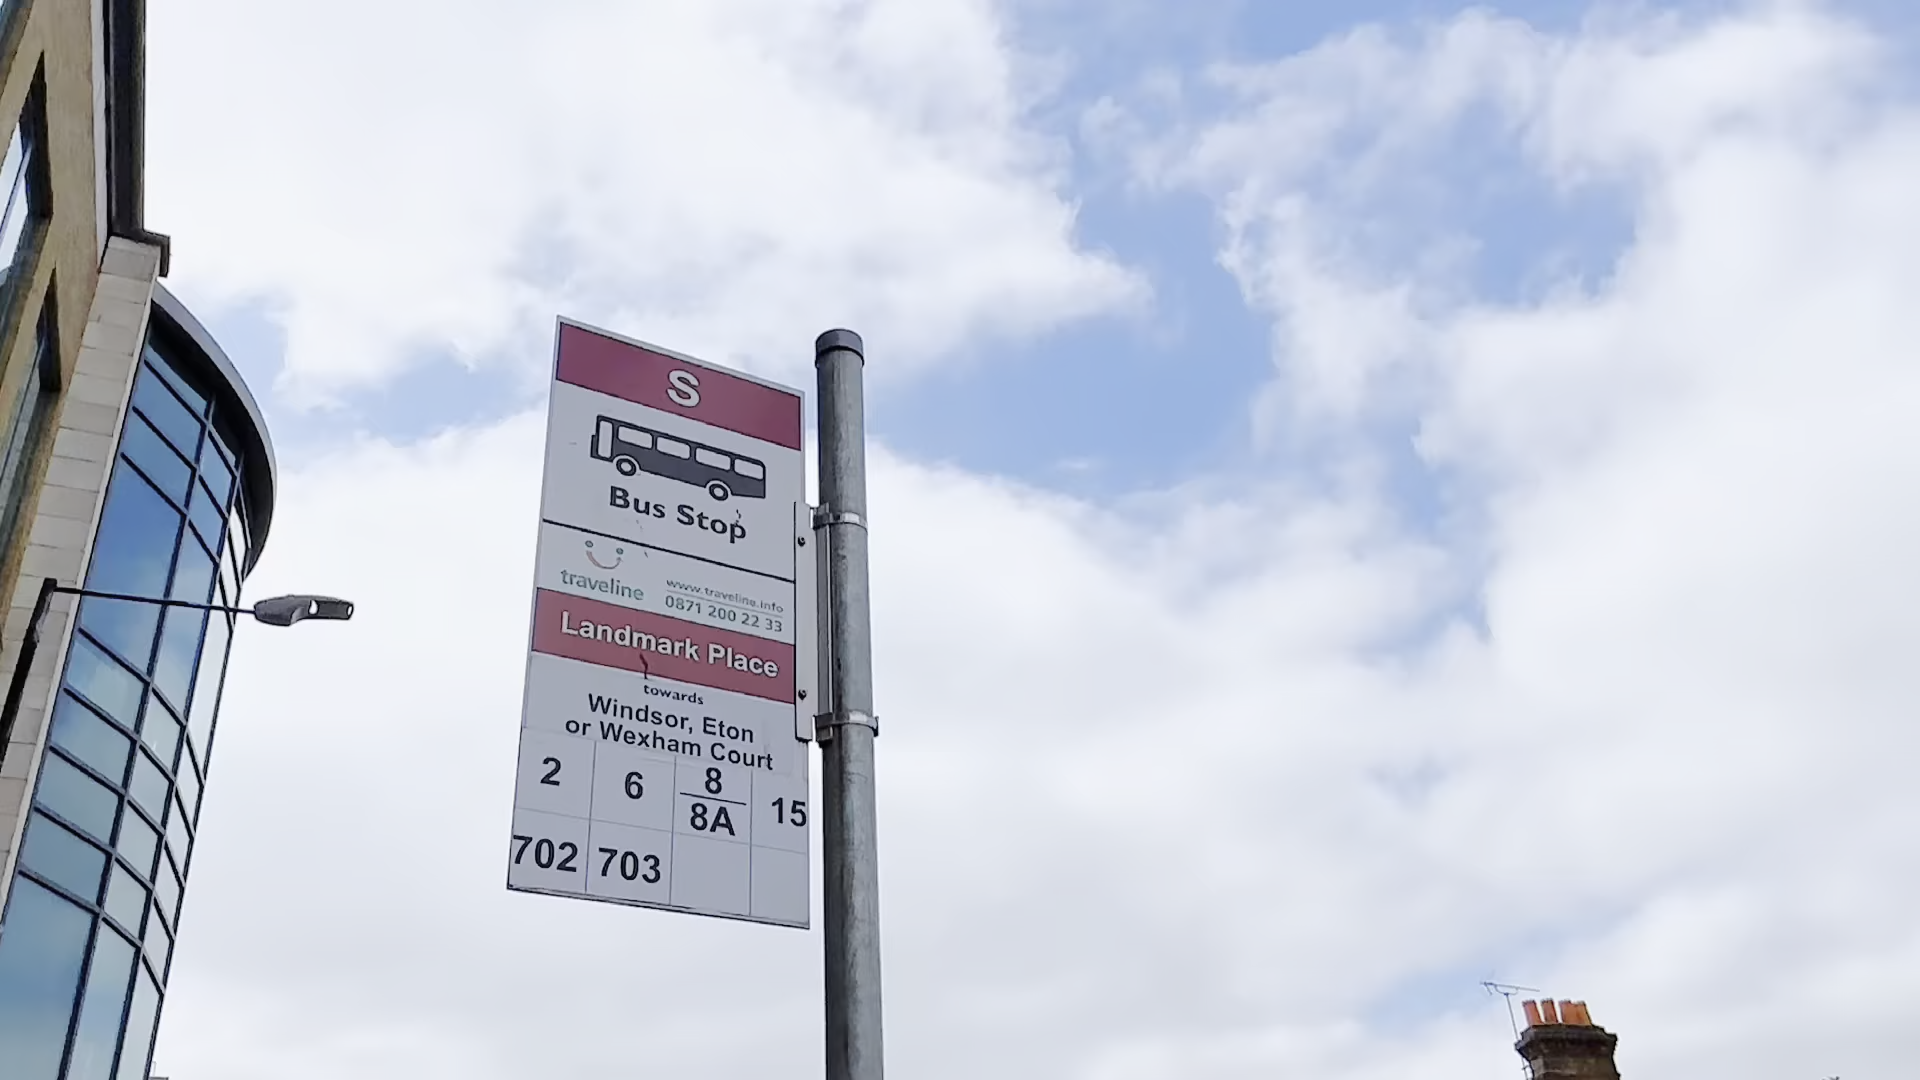 S
Bus Stop
traveline
www.traveline.info
0871 200 22 33
Landmark Place
towards
Windsor, Eton
or Wexham Court
2 6 8 15
8A
702 703